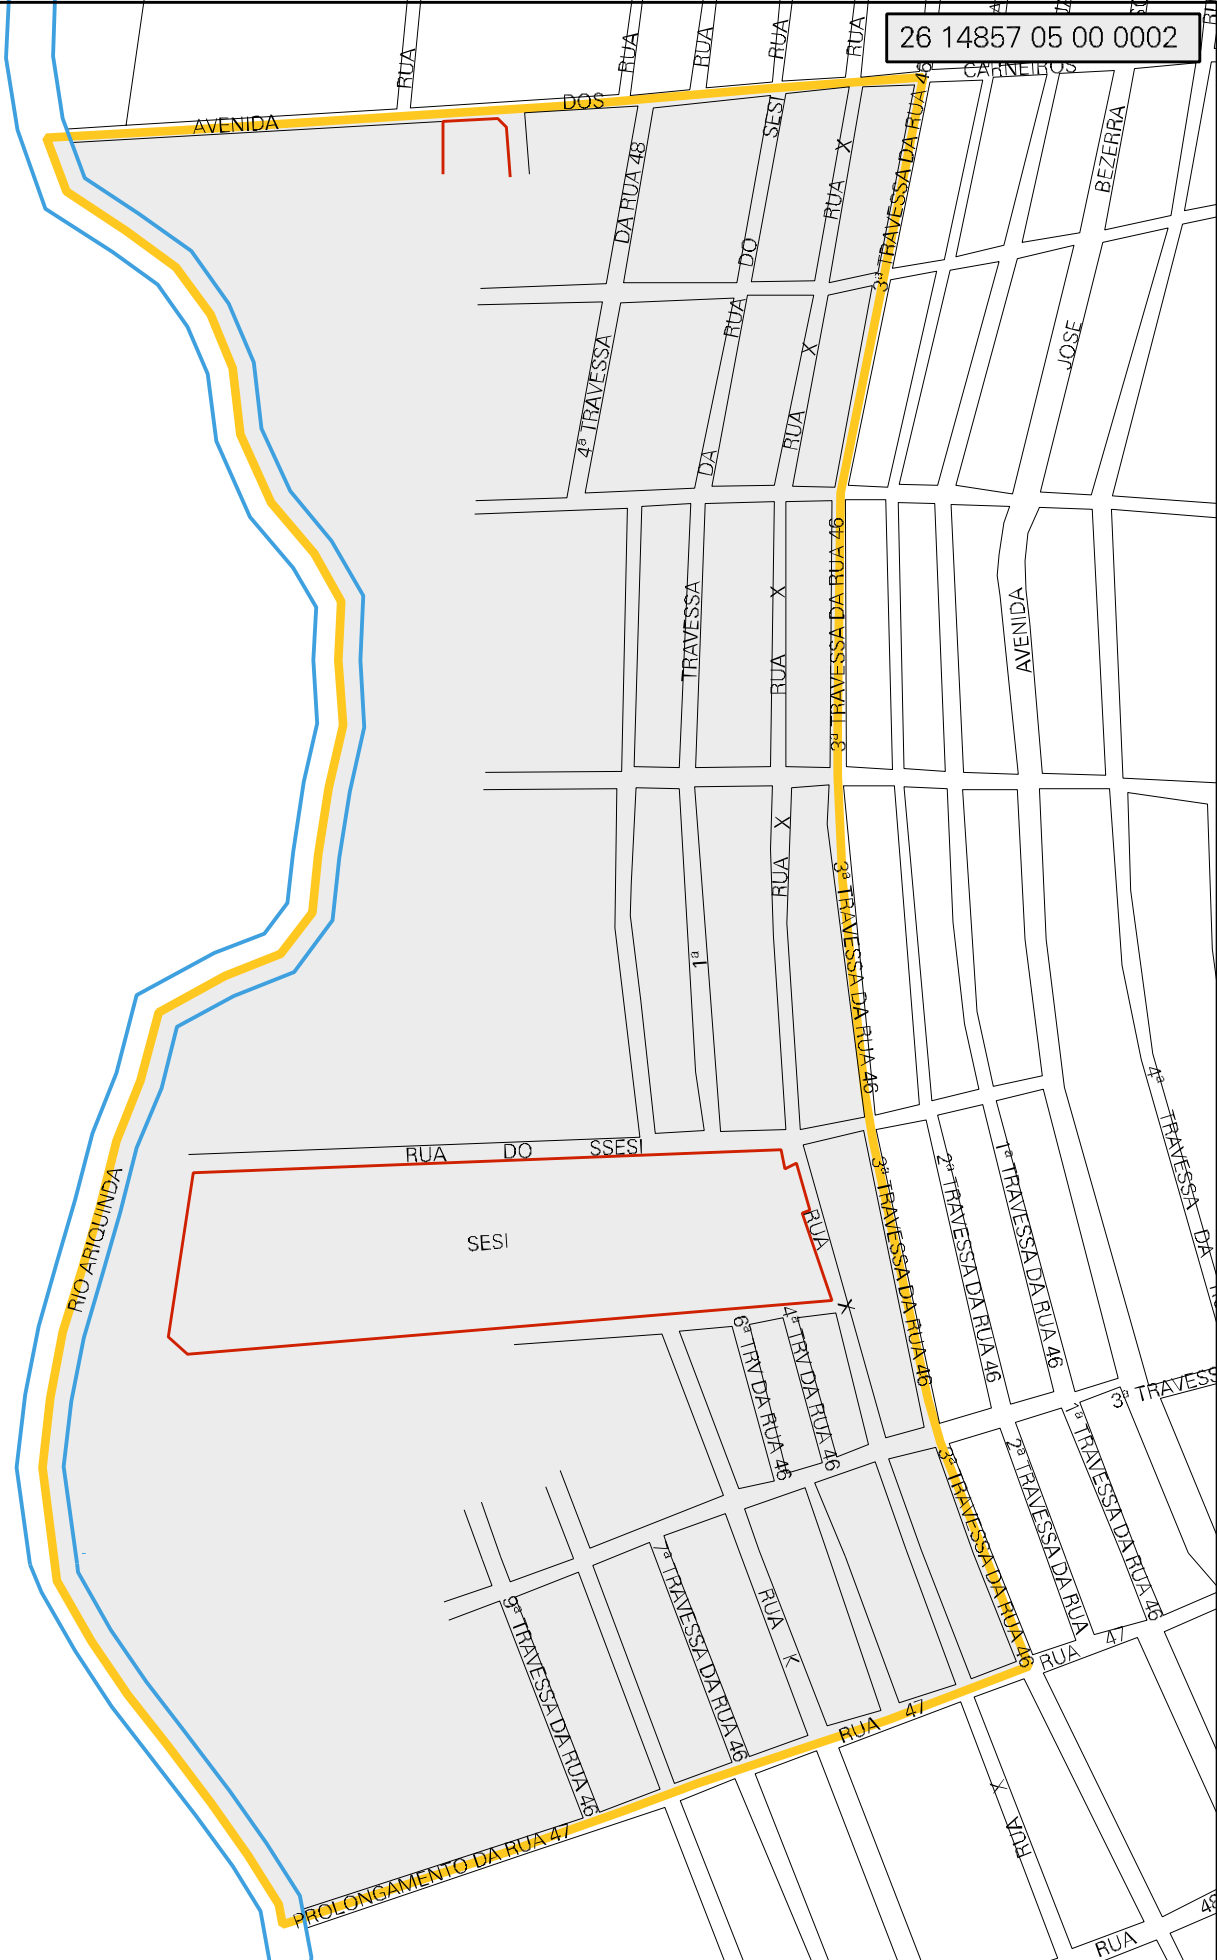 26 14857 05 00 0002
RUA
RUA
RUA
RUA
RUA
AVENIDA
DOS
CARNEIROS
DA RUA 48
SESI
RUA X
3ª TRAVESSA DA RUA 46
BEZERRA
DO
RUA
4ª TRAVESSA
RUA X
JOSE
DA
TRAVESSA
RUA X
3ª TRAVESSA DA RUA 46
AVENIDA
RUA X
3ª TRAVESSA DA RUA 46
1ª
4ª TRAVESSA DA
RUA DO SSESI
SESI
RUA X
3ª TRAVESSA DA RUA 46
2ª TRAVESSA DA RUA 46
1ª TRAVESSA DA RUA 46
RIO ARIQUINDA
6ª TRV DA RUA 46
4ª TRV DA RUA 46
3ª TRAVESS
3ª TRAVESSA DA RUA 46
2ª TRAVESSA DA RUA
1ª TRAVESSA DA RUA 46
9ª TRAVESSA DA RUA 46
7ª TRAVESSA DA RUA 46
RUA K
RUA 47
RUA 47
PROLONGAMENTO DA RUA 47
RUA X
RUA 48